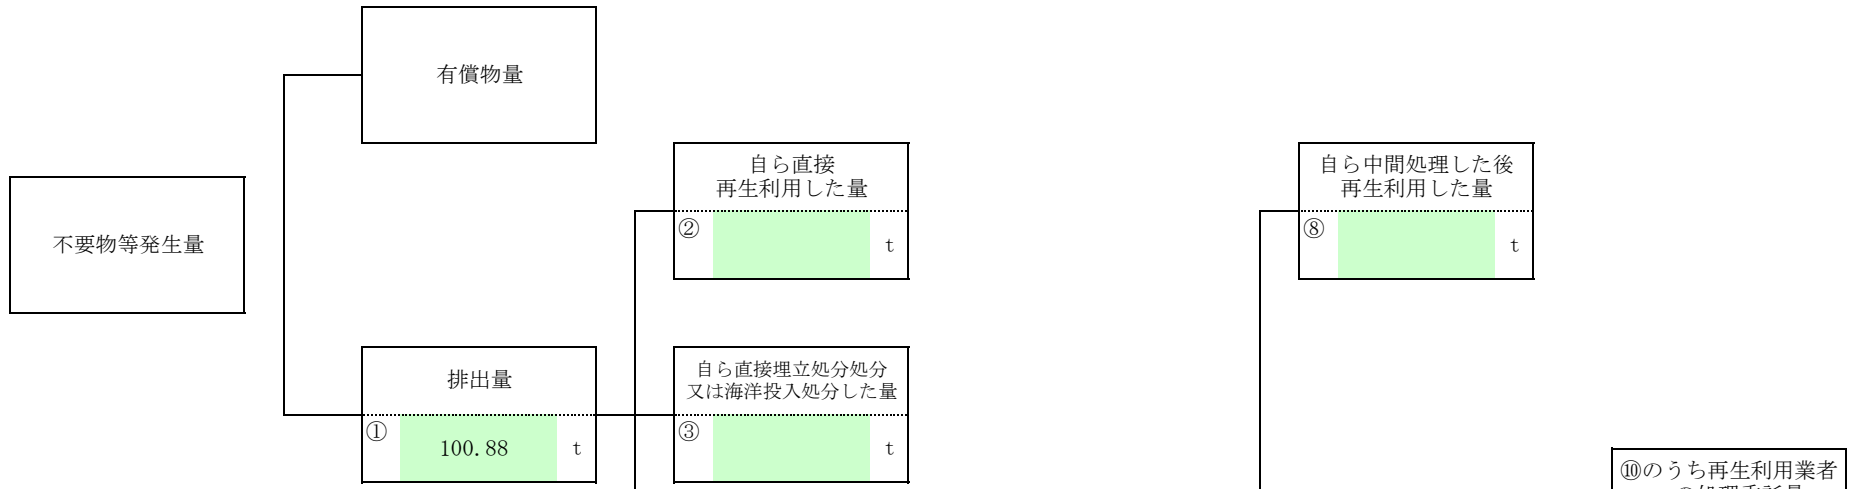 有償物量
自ら直接
再生利用した量
② t
自ら中間処理した後
再生利用した量
⑧ t
不要物等発生量
排出量
① 100.88 t
自ら直接埋立処分処分
又は海洋投入処分した量
③ t
⑩のうち再生利用業者